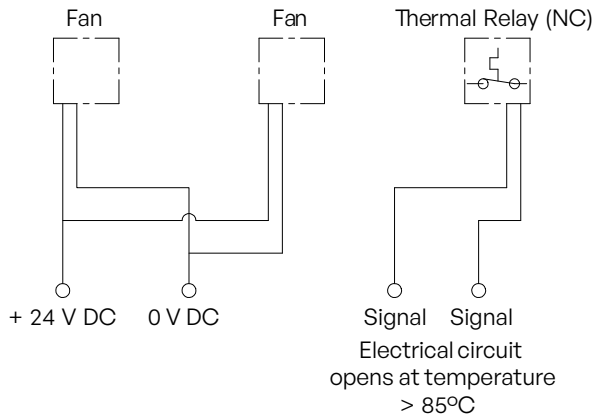 Fan
Fan
Thermal Relay (NC)
+ 24 V DC
0 V DC
Signal
Signal
Electrical circuit
opens at temperature
> 85ºC